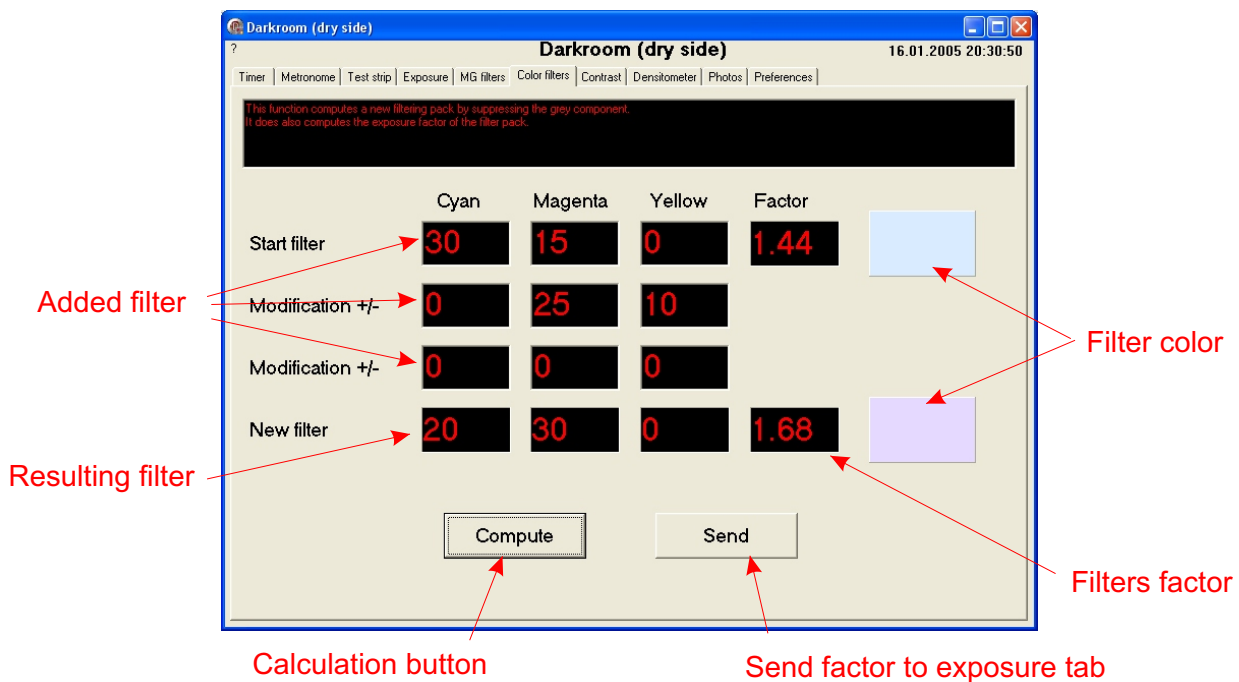 Darkroom (dry side)
? Darkroom (dry side) 16.01.2005 20:30:50
Timer Metronome Test strip Exposure MG filters Color filters Contrast Densitometer Photos Preferences
This function computes a new filtering pack by suppressing the grey component.
It does also computes the exposure factor of the filter pack.
Cyan Magenta Yellow Factor
Start filter 30 15 0 1.44
Added filter
Modification +/- 0 25 10
Filter color
Modification +/- 0 0 0
New filter 20 30 0 1.68
Resulting filter
Compute Send
Filters factor
Calculation button
Send factor to exposure tab